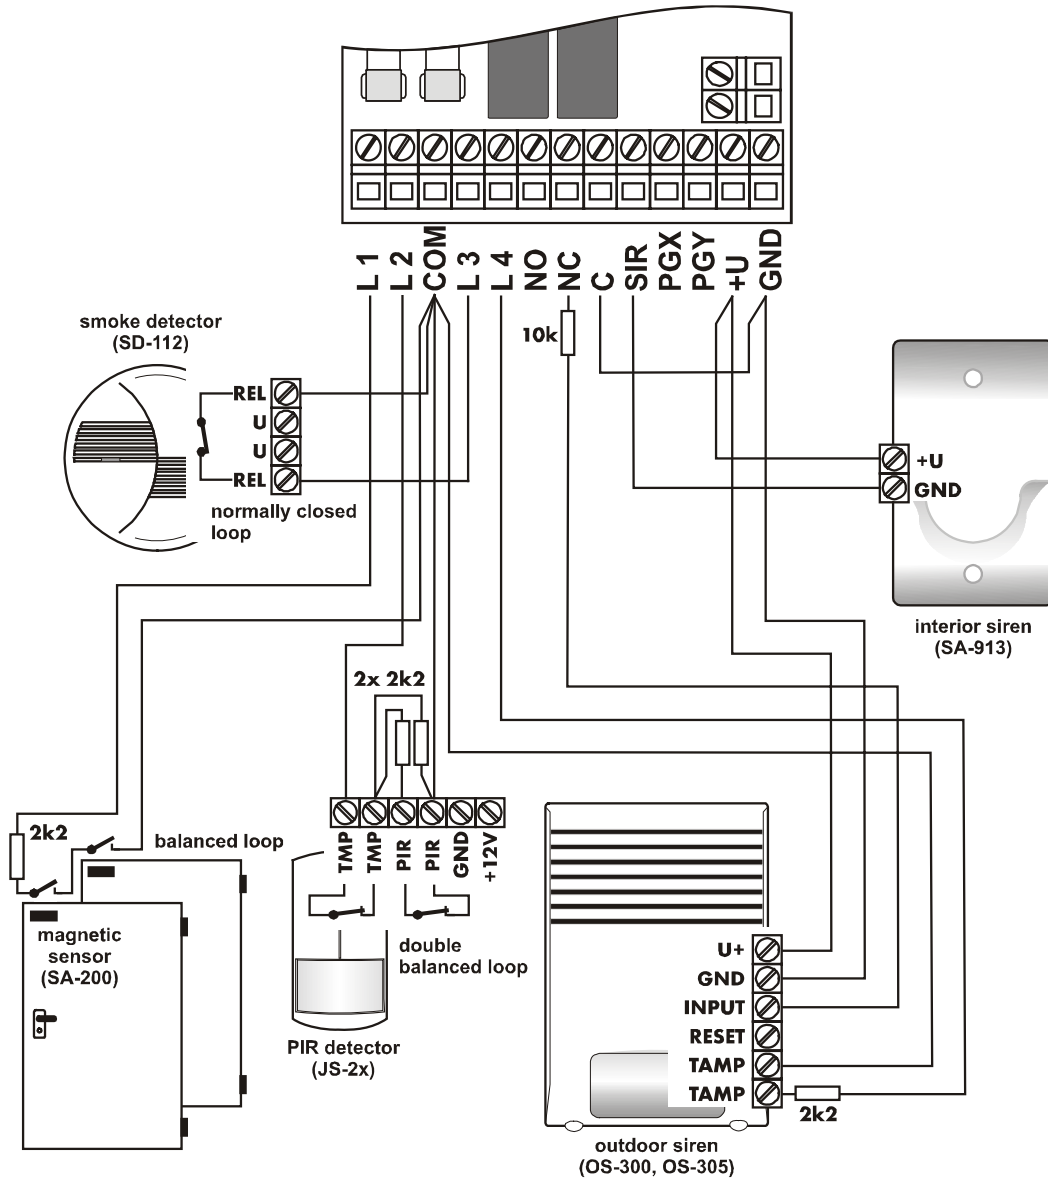 L 1
L 2
COM
L 3
L 4
NO
NC
C
SIR
PGX
PGY
+U
GND
smoke detector
(SD-112)
10k
REL
U
U
REL
normally closed
loop
+U
GND
interior siren
(SA-913)
2x 2k2
2k2
balanced loop
TMP
TMP
PIR
PIR
GND
+12V
magnetic
sensor
(SA-200)
double
balanced loop
PIR detector
(JS-2x)
U+
GND
INPUT
RESET
TAMP
TAMP
2k2
outdoor siren
(OS-300, OS-305)